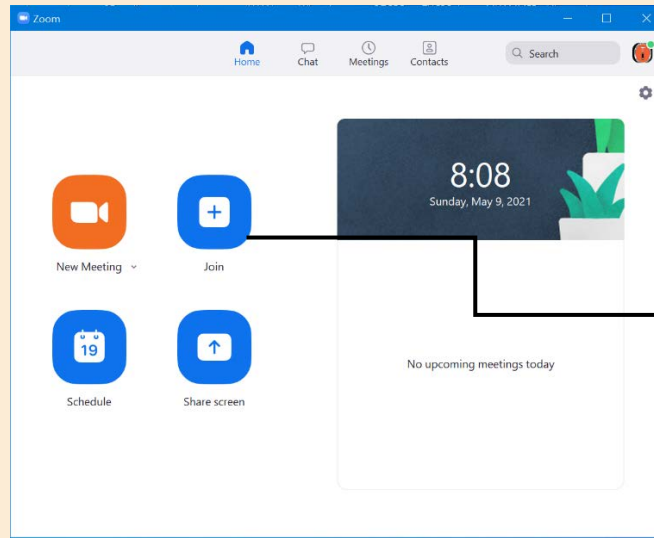 Zoom
Home Chat Meetings Contacts Search
8:08
Sunday, May 9, 2021
New Meeting Join
19
No upcoming meetings today
Schedule Share screen